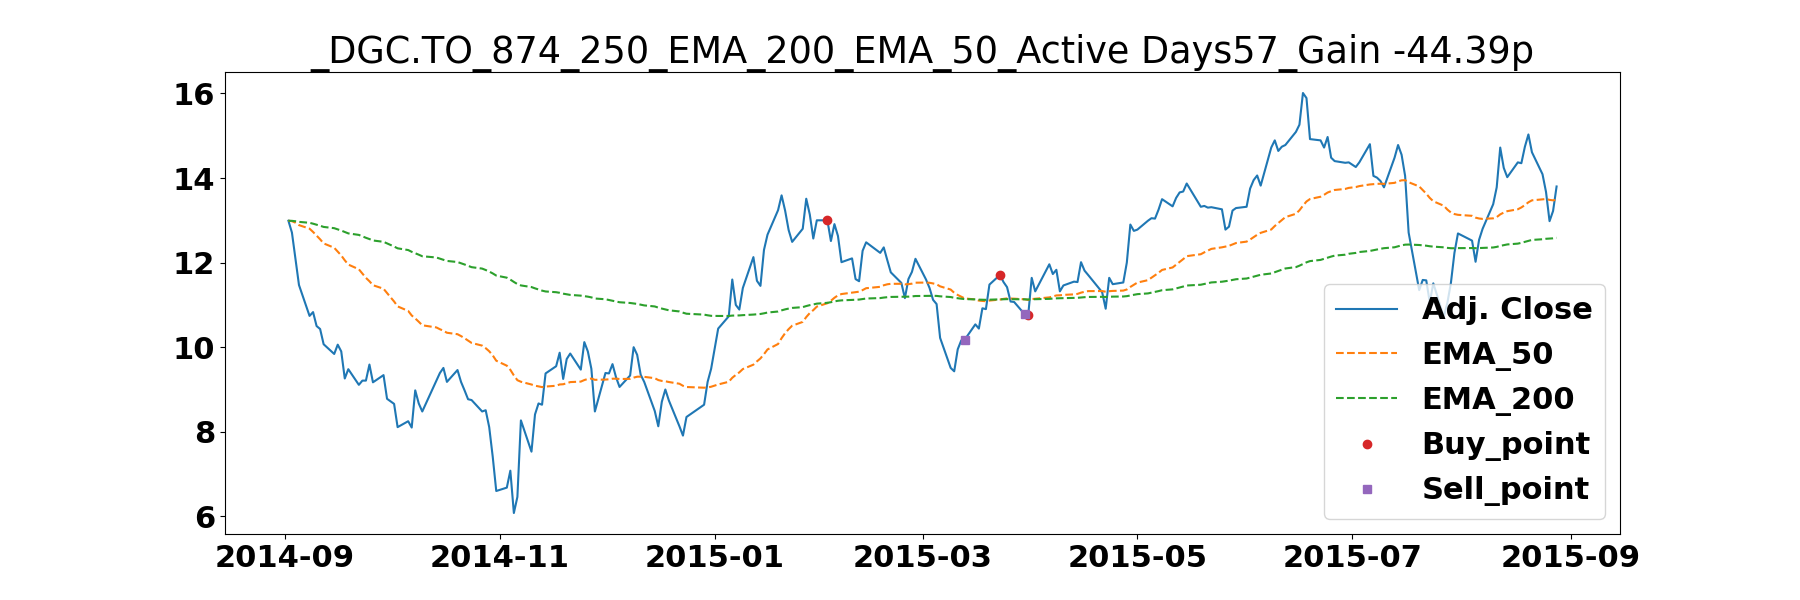 _DGC.TO_874_250_EMA_200_EMA_50_Active Days57_Gain -44.39p
16
14
12
10
8
6
Adj. Close
EMA_50
EMA_200
Buy_point
Sell_point
2014-09 2014-11 2015-01 2015-03 2015-05 2015-07 2015-09